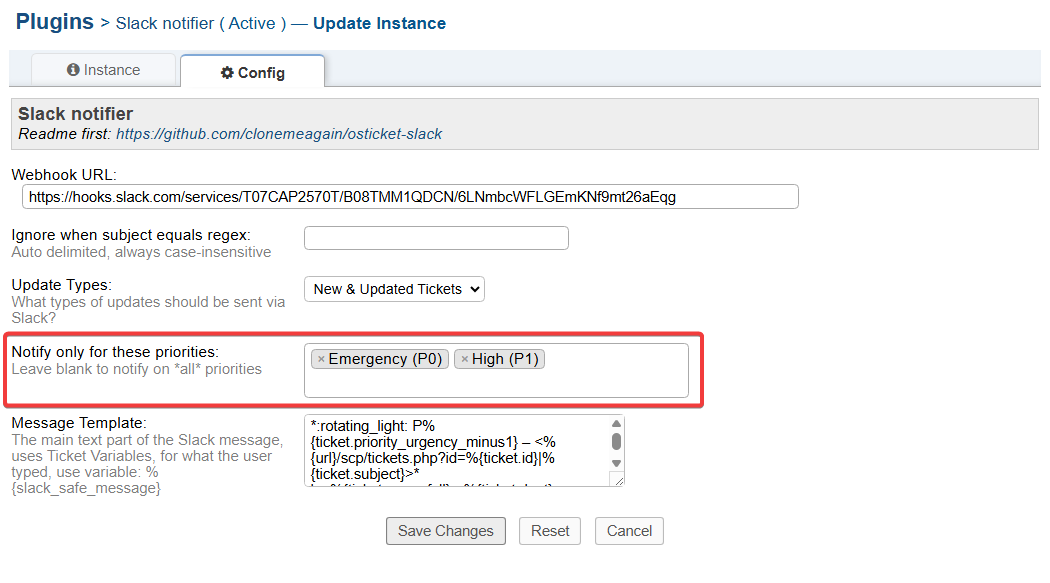 Plugins > Slack notifier ( Active ) — Update Instance
Instance
Config
Slack notifier
Readme first: https://github.com/clonemeagain/osticket-slack
Webhook URL:
https://hooks.slack.com/services/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
Ignore when subject equals regex:
Auto delimited, always case-insensitive
Update Types:
What types of updates should be sent via
Slack?
New & Updated Tickets
Notify only for these priorities:
Leave blank to notify on *all* priorities
× Emergency (P0) × High (P1)
Message Template:
The main text part of the Slack message,
uses Ticket Variables, for what the user
typed, use variable: %
{slack_safe_message}
*:rotating_light: P%
{ticket.priority_urgency_minus1} – <%
{url}/scp/tickets.php?id=%{ticket.id}|%
{ticket.subject}>*
Save Changes
Reset
Cancel